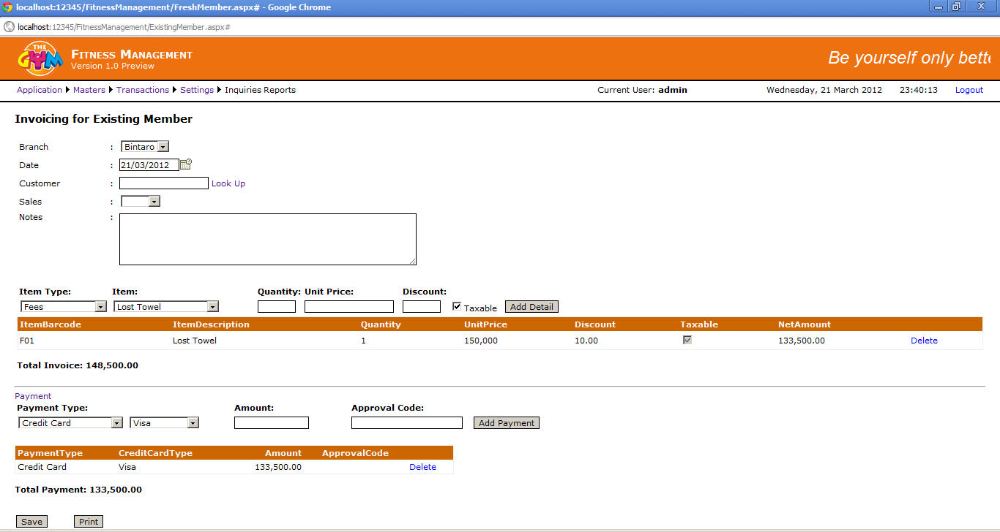 localhost:12345/FitnessManagement/FreshMember.aspx# - Google Chrome
localhost:12345/FitnessManagement/ExistingMember.aspx#
THE GYM
FITNESS MANAGEMENT
Version 1.0 Preview
Be yourself only bette
Application Masters Transactions Settings Inquiries Reports Current User: admin Wednesday, 21 March 2012 23:40:13 Logout
Invoicing for Existing Member
Branch : Bintaro
Date : 21/03/2012
Customer : Look Up
Sales :
Notes :
Item Type: Item: Quantity: Unit Price: Discount:
Fees Lost Towel Taxable Add Detail
ItemBarcode ItemDescription Quantity UnitPrice Discount Taxable NetAmount
F01 Lost Towel 1 150,000 10.00 133,500.00 Delete
Total Invoice: 148,500.00
Payment
Payment Type: Amount: Approval Code:
Credit Card Visa Add Payment
PaymentType CreditCardType Amount ApprovalCode
Credit Card Visa 133,500.00 Delete
Total Payment: 133,500.00
Save Print